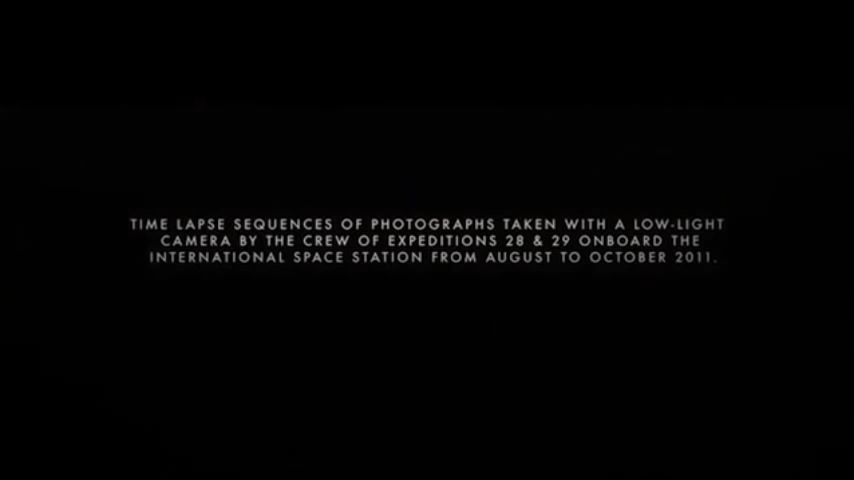 TIME LAPSE SEQUENCES OF PHOTOGRAPHS TAKEN WITH A LOW-LIGHT
CAMERA BY THE CREW OF EXPEDITIONS 28 & 29 ONBOARD THE
INTERNATIONAL SPACE STATION FROM AUGUST TO OCTOBER 2011.